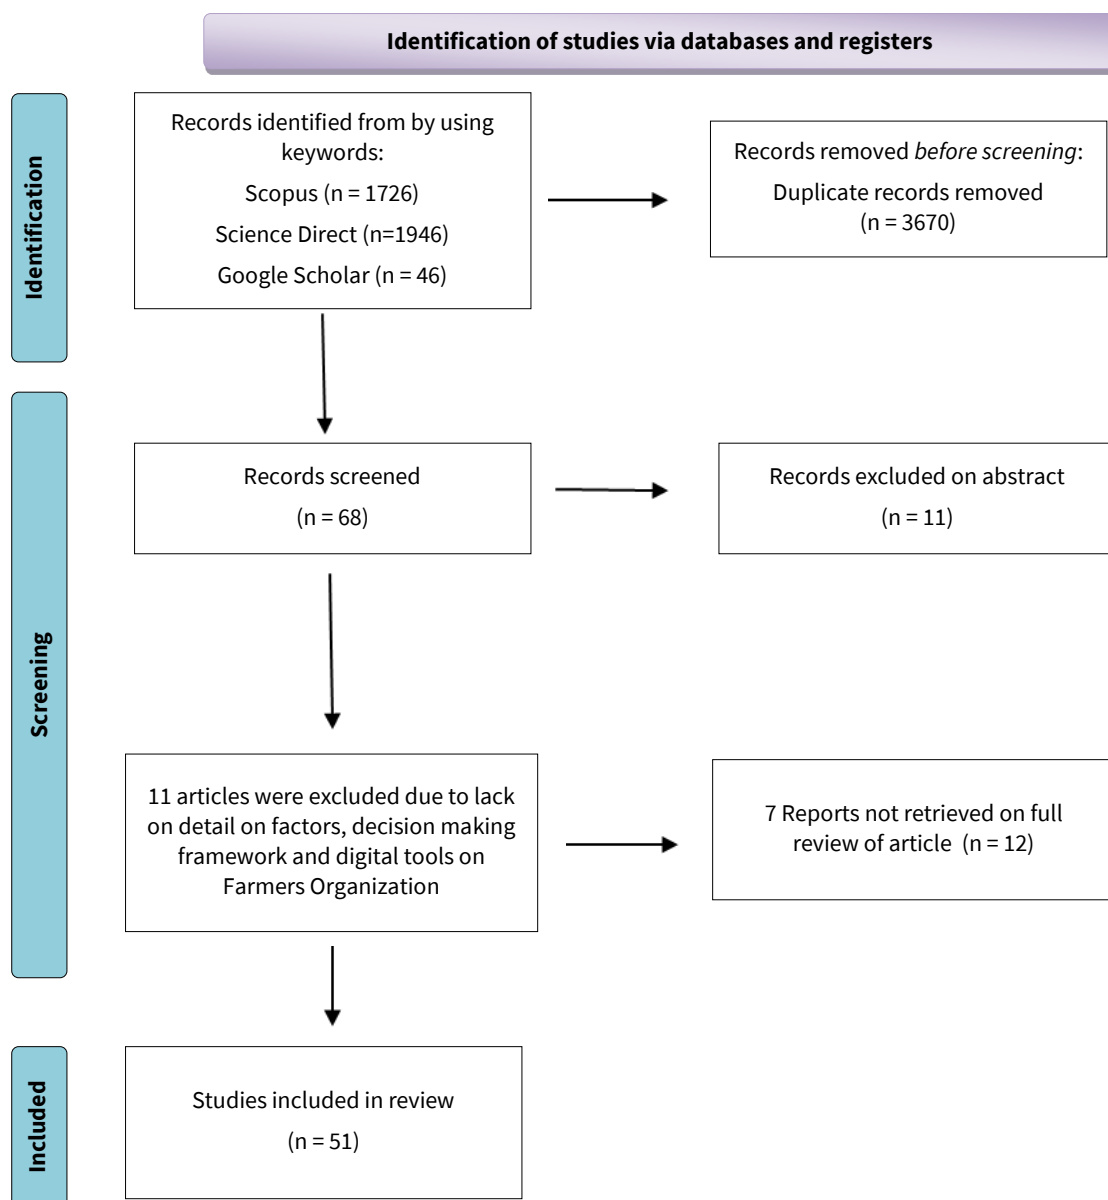 Identification of studies via databases and registers
Identification
Records identified from by using
keywords:
Scopus (n = 1726)
Science Direct (n=1946)
Google Scholar (n = 46)
Records removed before screening:
Duplicate records removed
(n = 3670)
Screening
Records screened
(n = 68)
Records excluded on abstract
(n = 11)
11 articles were excluded due to lack
on detail on factors, decision making
framework and digital tools on
Farmers Organization
7 Reports not retrieved on full
review of article (n = 12)
Included
Studies included in review
(n = 51)